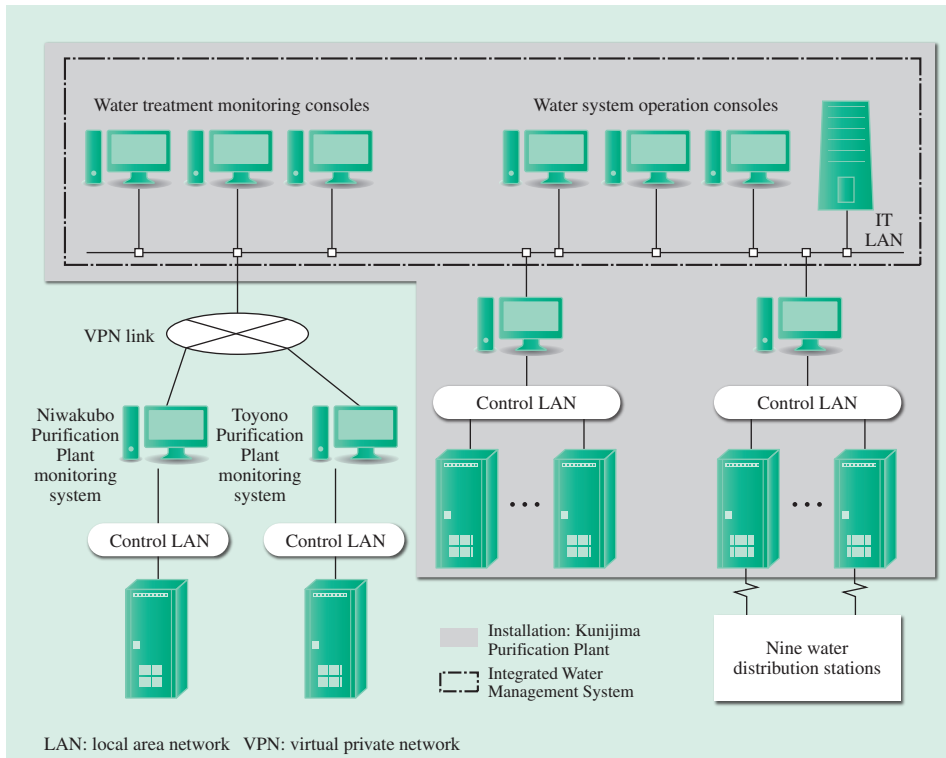 Water treatment monitoring consoles
Water system operation consoles
IT
LAN
VPN link
Niwakubo
Purification
Plant
monitoring
system
Toyono
Purification
Plant
monitoring
system
Control LAN
Control LAN
Control LAN
Control LAN
Installation: Kunijima
Purification Plant
Integrated Water
Management System
Nine water
distribution stations
LAN: local area network VPN: virtual private network